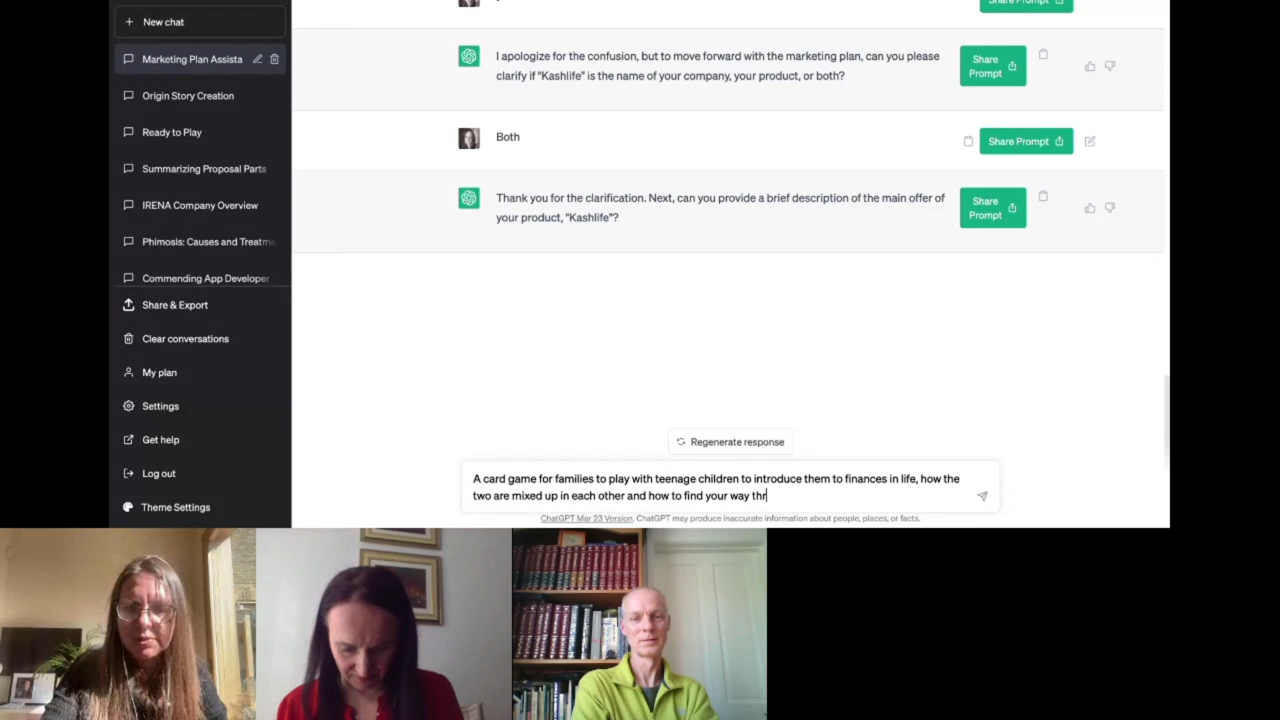 Share Prompt
New chat
Marketing Plan Assista
Origin Story Creation
Ready to Play
Summarizing Proposal Parts
IRENA Company Overview
Phimosis: Causes and Treatme
Commending App Developer
Share & Export
Clear conversations
My plan
Settings
Get help
Log out
Theme Settings
I apologize for the confusion, but to move forward with the marketing plan, can you please
clarify if "Kashlife" is the name of your company, your product, or both?
Share
Prompt
Both
Share Prompt
Thank you for the clarification. Next, can you provide a brief description of the main offer of
your product, "Kashlife"?
Share
Prompt
Regenerate response
A card game for families to play with teenage children to introduce them to finances in life, how the
two are mixed up in each other and how to find your way thr
ChatGPT Mar 23 Version. ChatGPT may produce inaccurate information about people, places, or facts.